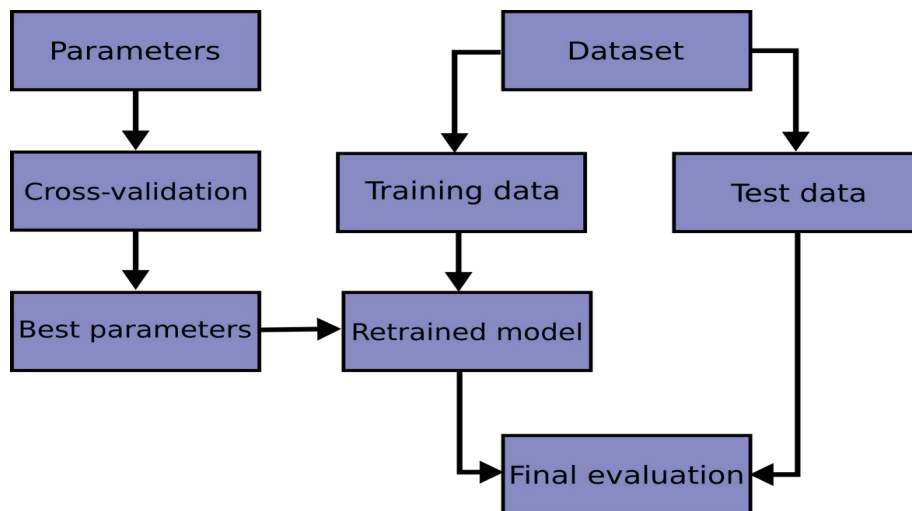 Parameters
Dataset
Cross-validation
Training data
Test data
Best parameters
Retrained model
Final evaluation